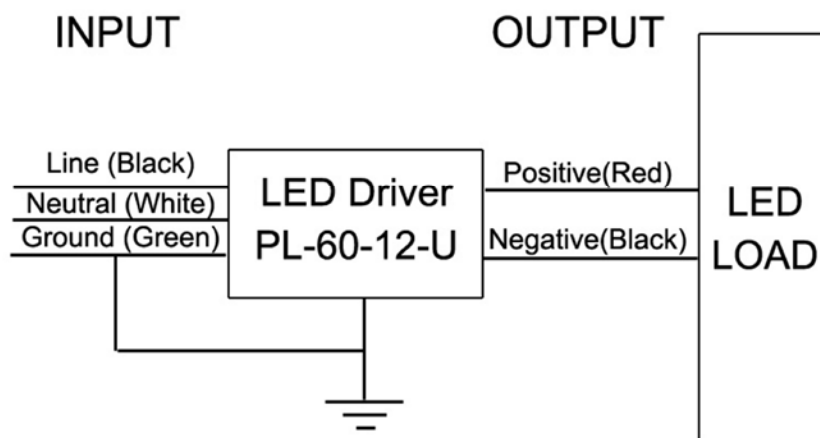 INPUT
OUTPUT
Line (Black)
Neutral (White)
Ground (Green)
LED Driver
PL-60-12-U
Positive(Red)
Negative(Black)
LED
LOAD